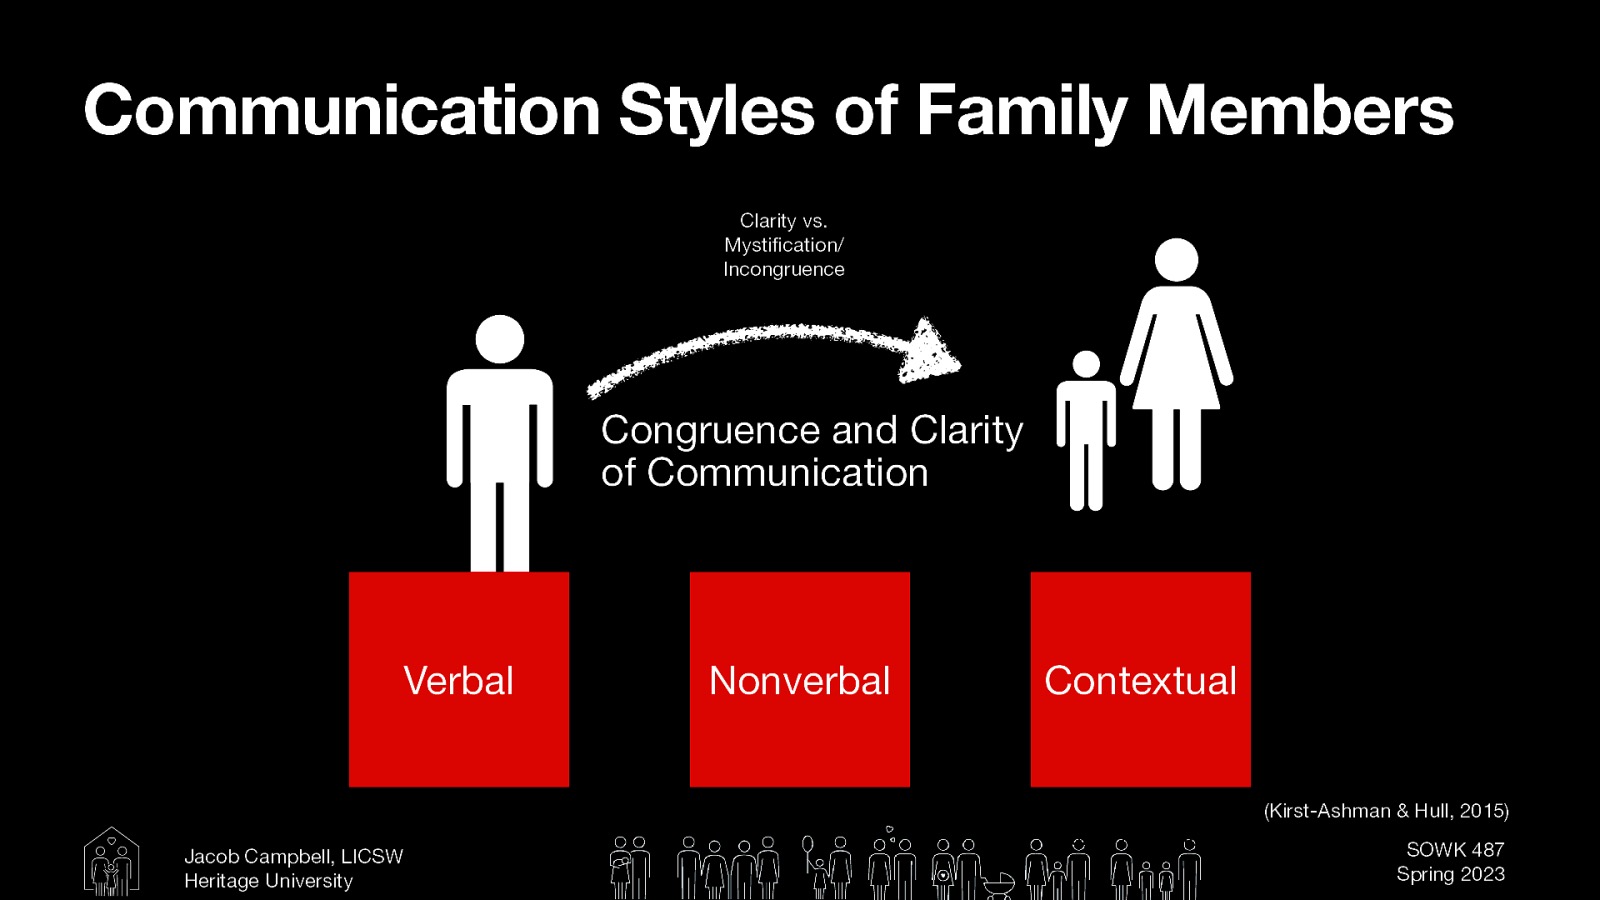 Communication Styles of Family Members
Clarity vs.
Mystification/
Incongruence
Congruence and Clarity
of Communication
Verbal
Nonverbal
Contextual
(Kirst-Ashman & Hull, 2015)
Jacob Campbell, LICSW
Heritage University
SOWK 487
Spring 2023